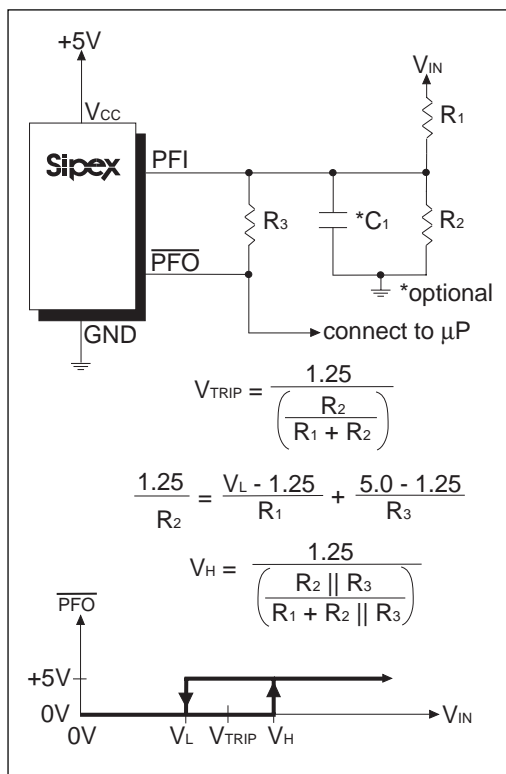 +5V
VIN
VCC
R1
Sipex
PFI
R3
*C1
R2
PFO
*optional
GND
connect to µP
VTRIP = 1.25 / (R2 / (R1 + R2))
1.25 / R2 = (VL - 1.25) / R1 + (5.0 - 1.25) / R3
VH = 1.25 / (R2 || R3 / (R1 + R2 || R3))
PFO
+5V
0V
0V VL VTRIP VH VIN